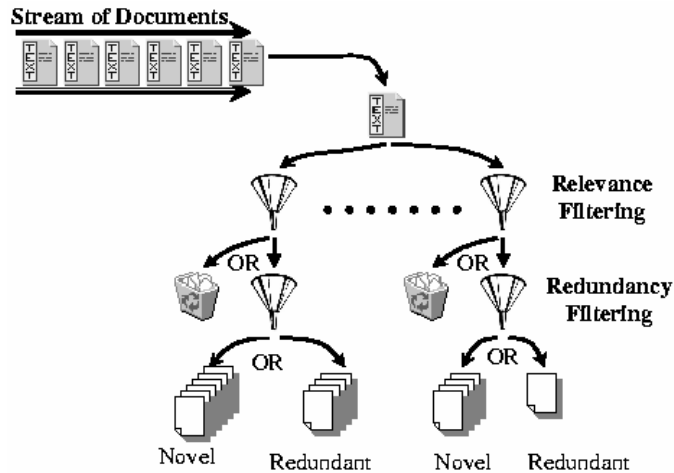 Stream of Documents
TEXT TEXT TEXT TEXT TEXT TEXT
TEXT
Relevance
Filtering
OR OR
Redundancy
Filtering
OR OR
Novel Redundant Novel Redundant